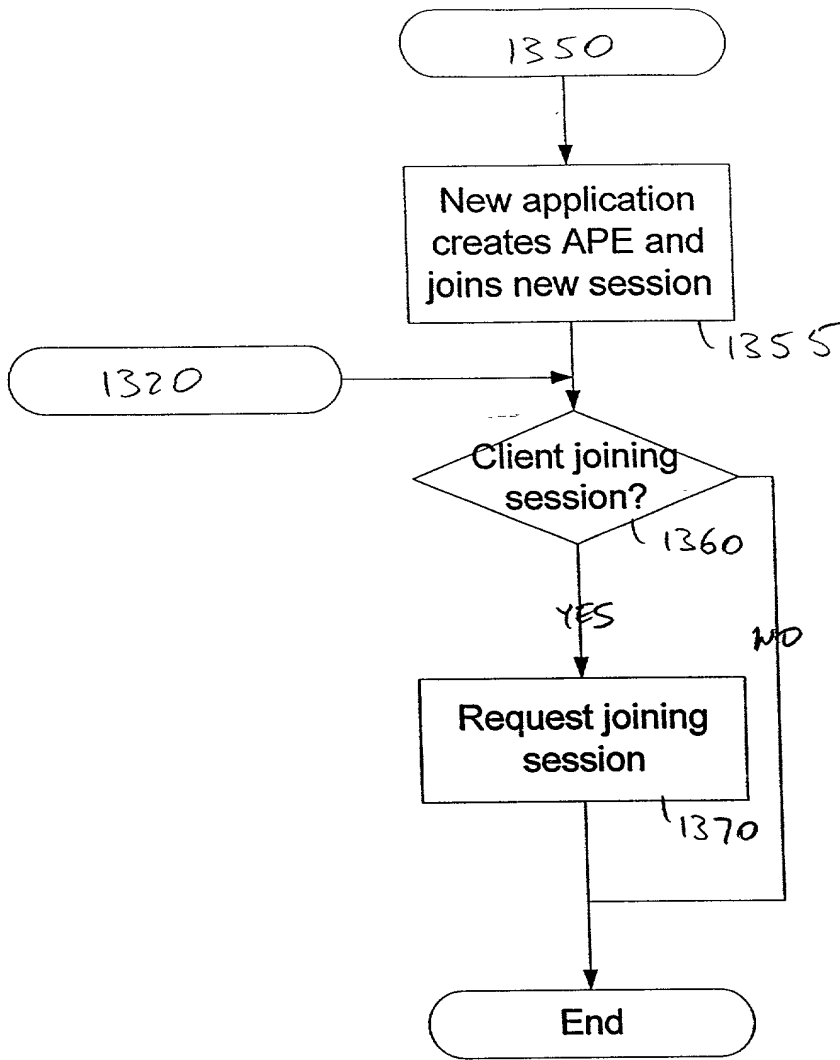 1350
New application
creates APE and
joins new session
1355
1320
Client joining
session?
1360
YES
NO
Request joining
session
1370
End